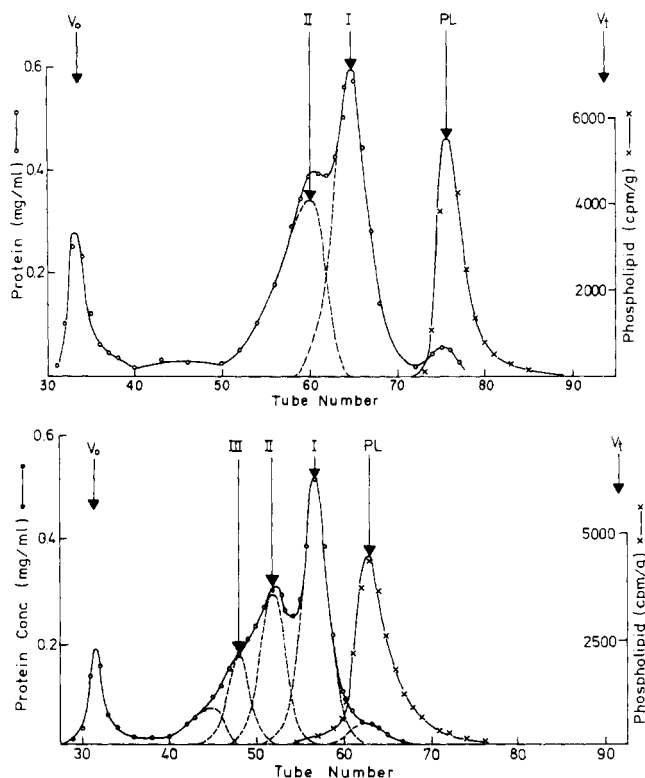 V₀ II I PL Vt
0.6
0.4
0.2
Protein (mg/ml)
6000
4000
2000
Phospholipid (cpm/g)
30 40 50 60 70 80 90
Tube Number
V₀ III II I PL Vt
0.6
0.4
0.2
Protein Conc (mg/ml)
5000
2500
Phospholipid (cpm/g)
30 40 50 60 70 80 90
Tube Number